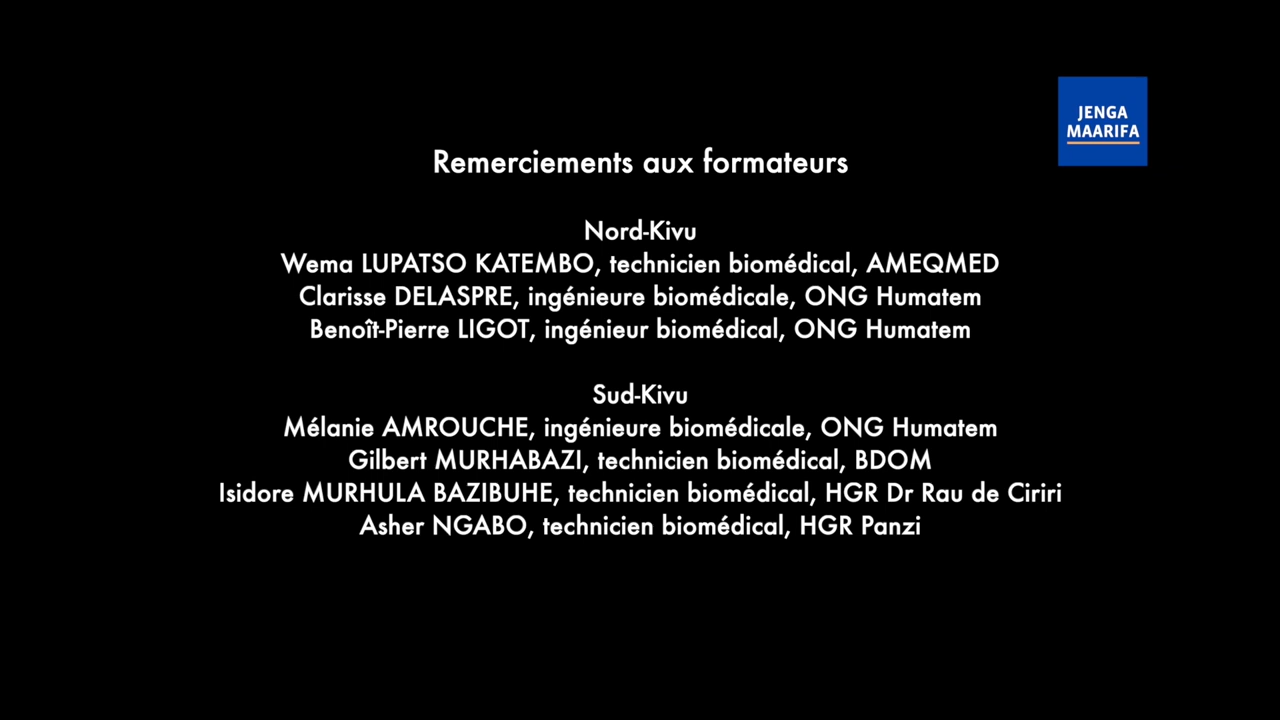 JENGA
MAARIFA
Remerciements aux formateurs
Nord-Kivu
Wema LUPATSO KATEMBO, technicien biomédical, AMEQMED
Clarisse DELASPRE, ingénieure biomédicale, ONG Humatem
Benoît-Pierre LIGOT, ingénieur biomédical, ONG Humatem
Sud-Kivu
Mélanie AMROUCHE, ingénieure biomédicale, ONG Humatem
Gilbert MURHABAZI, technicien biomédical, BDOM
Isidore MURHULA BAZIBUHE, technicien biomédical, HGR Dr Rau de Ciriri
Asher NGABO, technicien biomédical, HGR Panzi